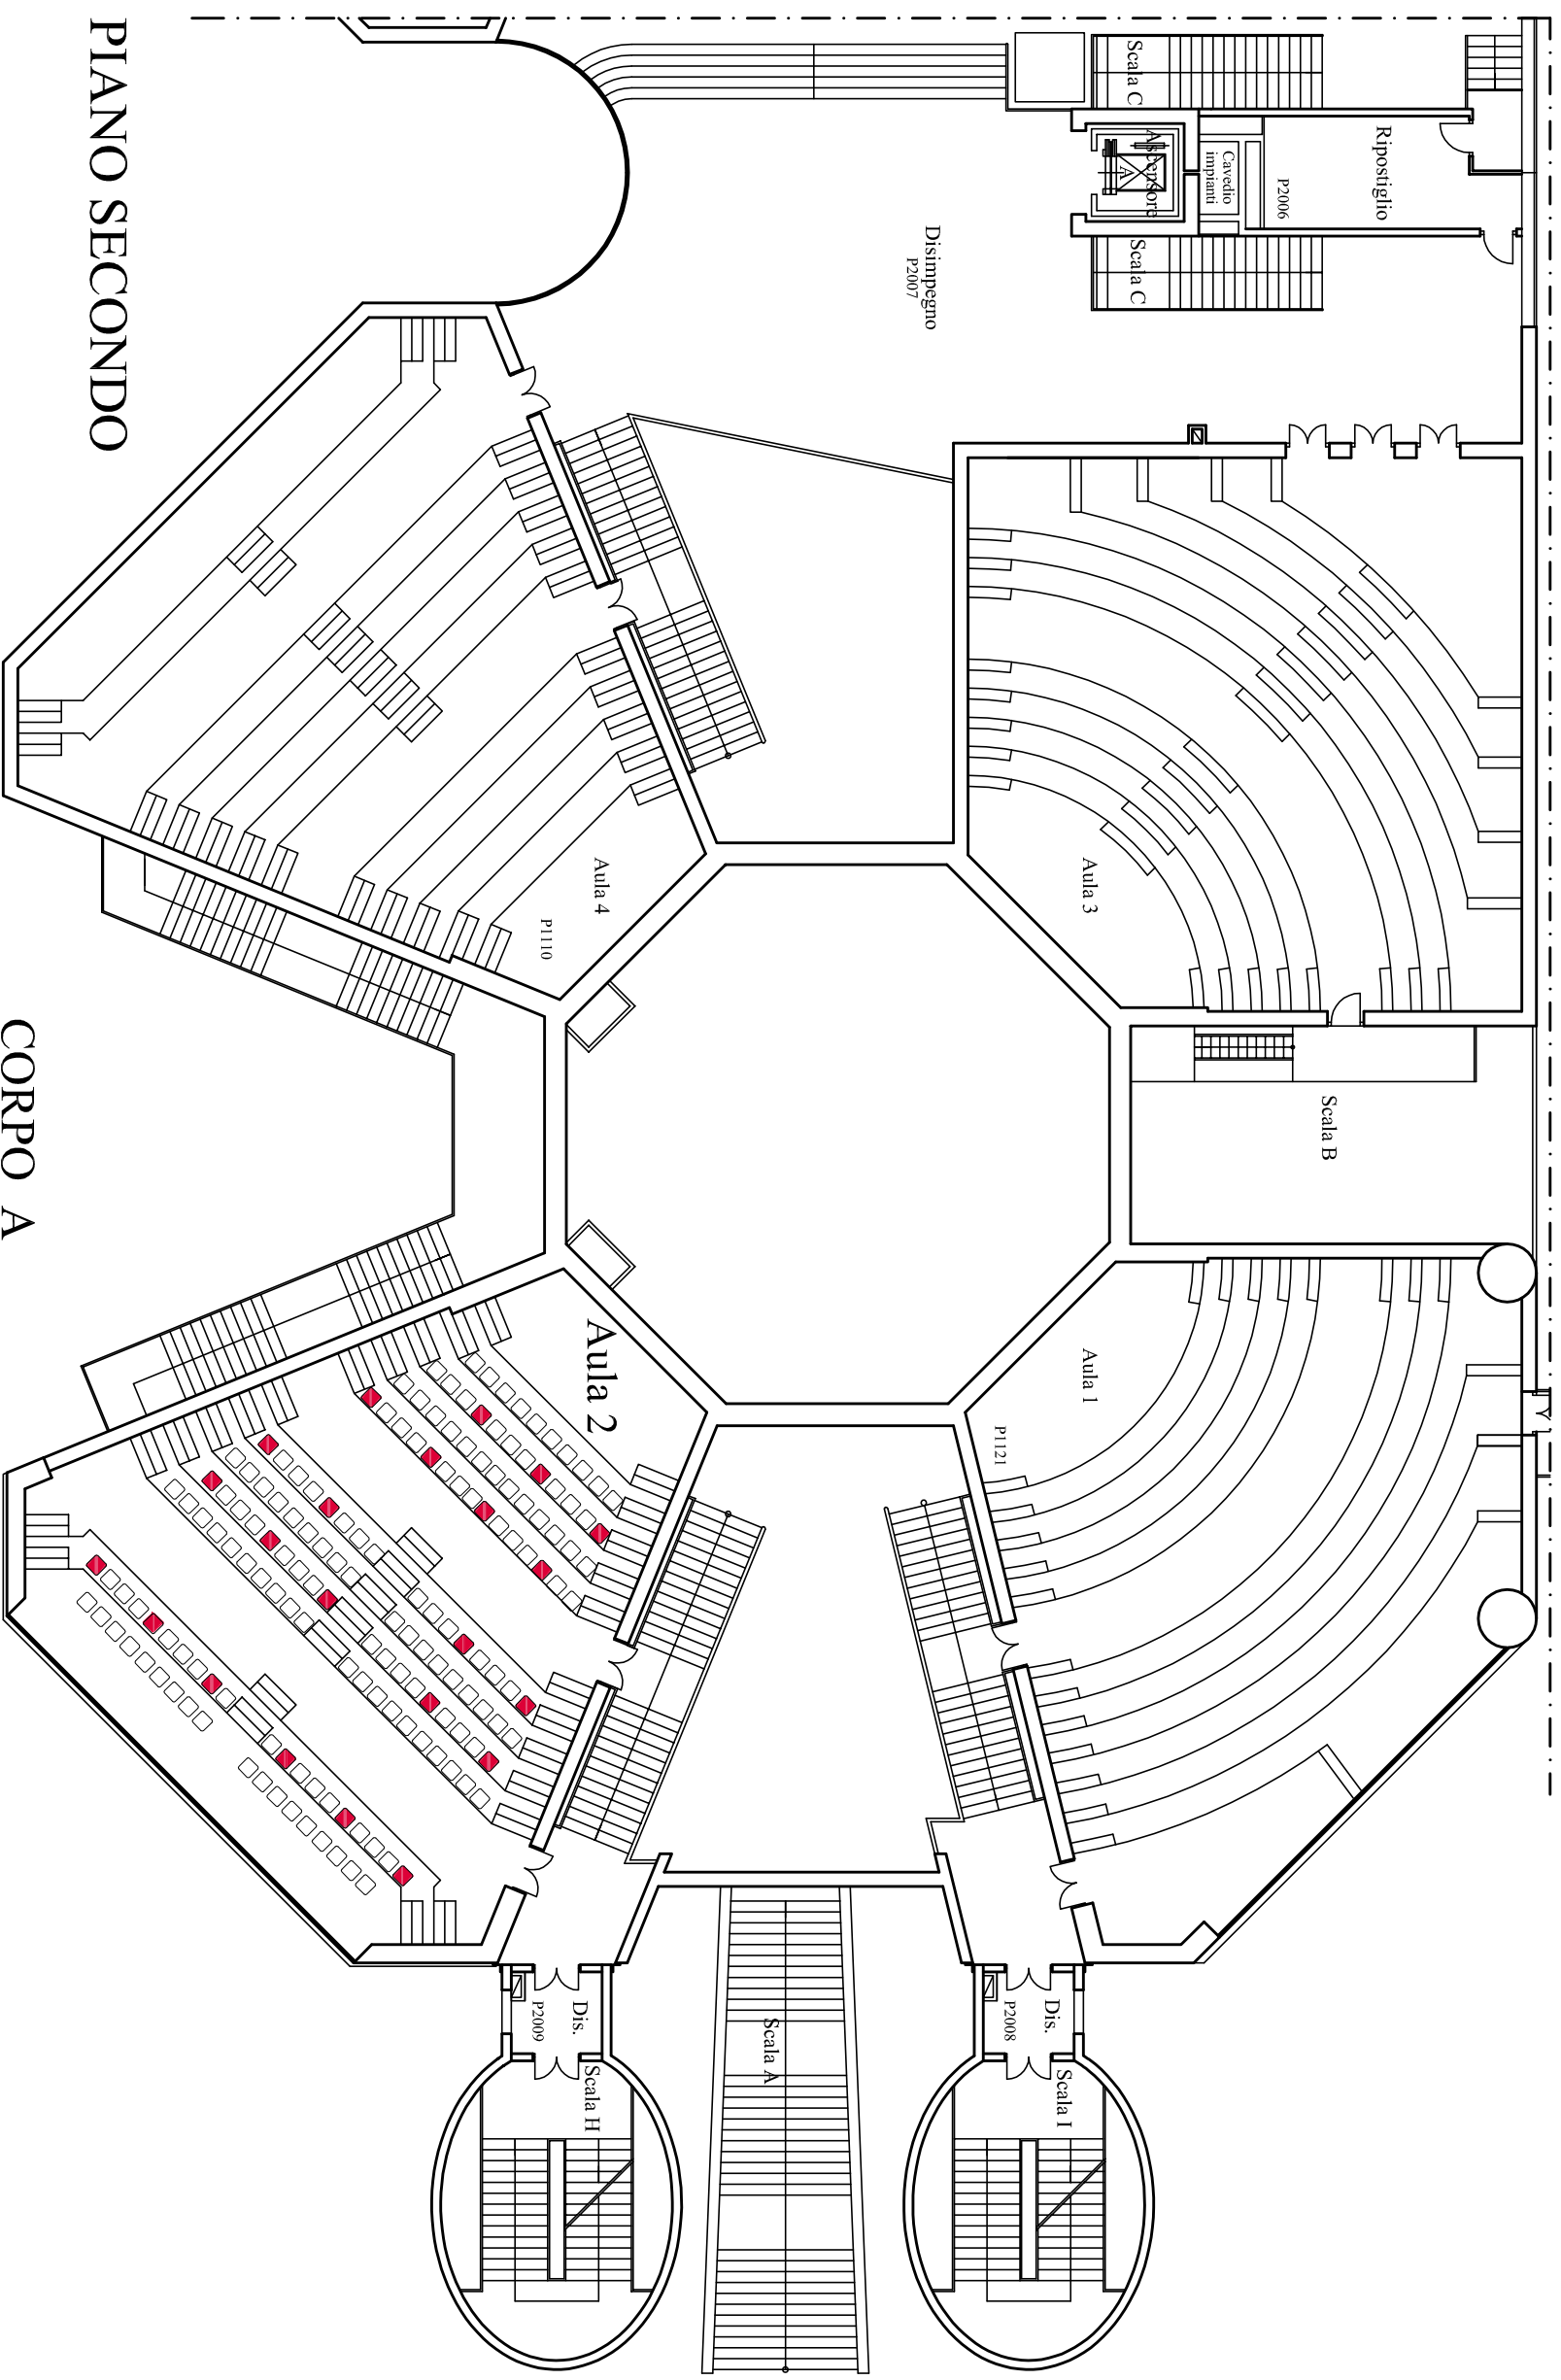 PIANO SECONDO
CORPO A
Scala C
Ascensore
A
Cavedio
impianti
P2006
Ripostiglio
Scala C
Disimpegno
P2007
Aula 3
Aula 4
P1110
Scala B
Aula 2
Aula 1
P1121
Dis.
P2009
Scala H
Scala A
Dis.
P2008
Scala I